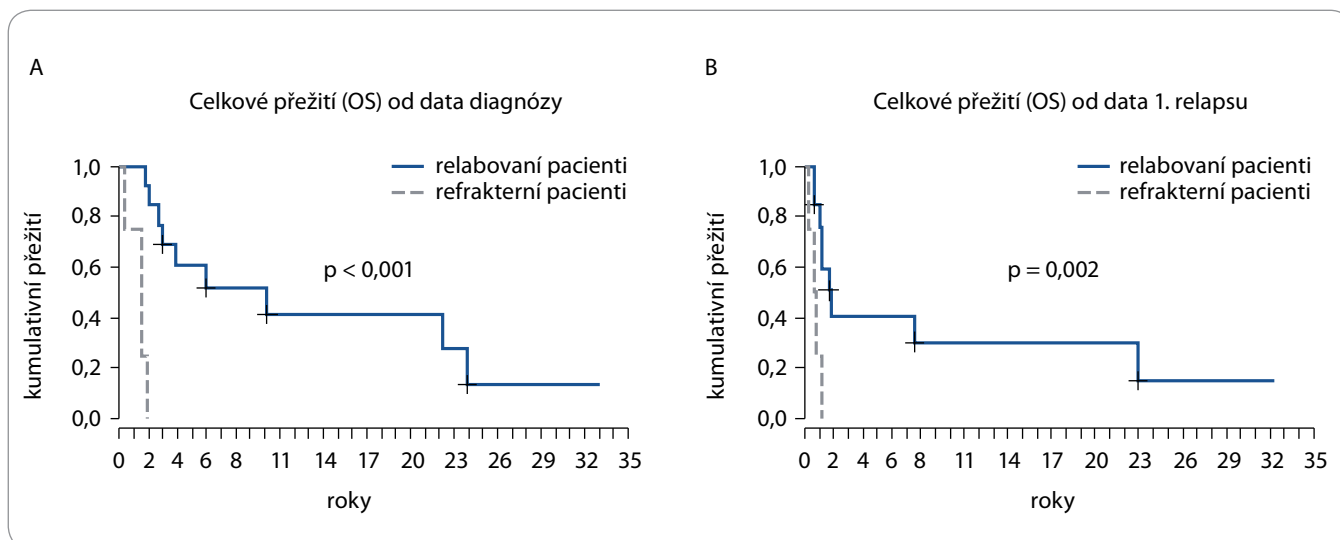 A
Celkové přežití (OS) od data diagnózy
kumulativní přežití
1,0
0,8
0,6
0,4
0,2
0,0
relabovaní pacienti
refrakterní pacienti
p < 0,001
0 2 4 6 8 11 14 17 20 23 26 29 32 35
roky
B
Celkové přežití (OS) od data 1. relapsu
kumulativní přežití
1,0
0,8
0,6
0,4
0,2
0,0
relabovaní pacienti
refrakterní pacienti
p = 0,002
0 2 4 6 8 11 14 17 20 23 26 29 32 35
roky